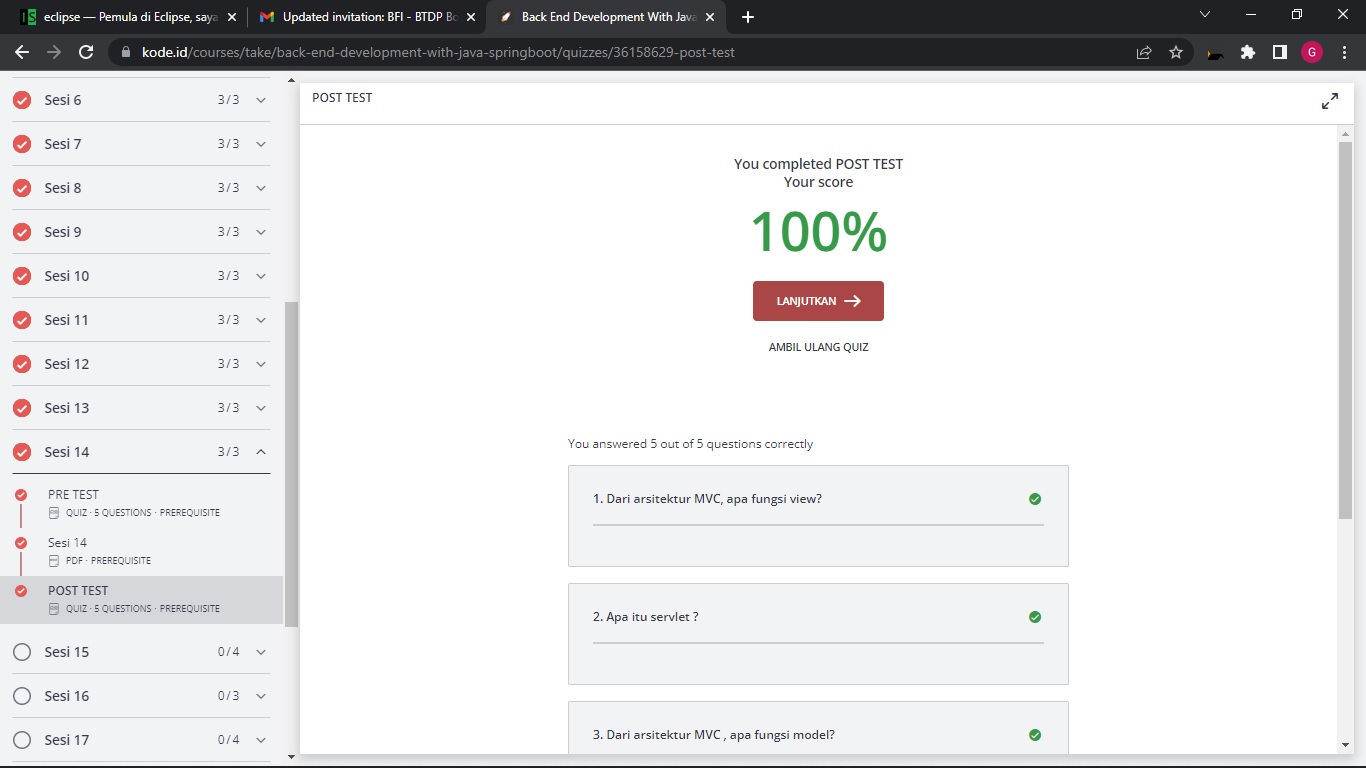 eclipse — Pemula di Eclipse, saya
Updated invitation: BFI - BTDP Bo
Back End Development With Java
kode.id/courses/take/back-end-development-with-java-springboot/quizzes/36158629-post-test
G
Sesi 6 3/3
Sesi 7 3/3
Sesi 8 3/3
Sesi 9 3/3
Sesi 10 3/3
Sesi 11 3/3
Sesi 12 3/3
Sesi 13 3/3
Sesi 14 3/3
PRE TEST
QUIZ · 5 QUESTIONS · PREREQUISITE
Sesi 14
PDF · PREREQUISITE
POST TEST
QUIZ · 5 QUESTIONS · PREREQUISITE
Sesi 15 0/4
Sesi 16 0/3
Sesi 17 0/4
POST TEST
You completed POST TEST
Your score
100%
LANJUTKAN
AMBIL ULANG QUIZ
You answered 5 out of 5 questions correctly
1. Dari arsitektur MVC, apa fungsi view?
2. Apa itu servlet ?
3. Dari arsitektur MVC , apa fungsi model?